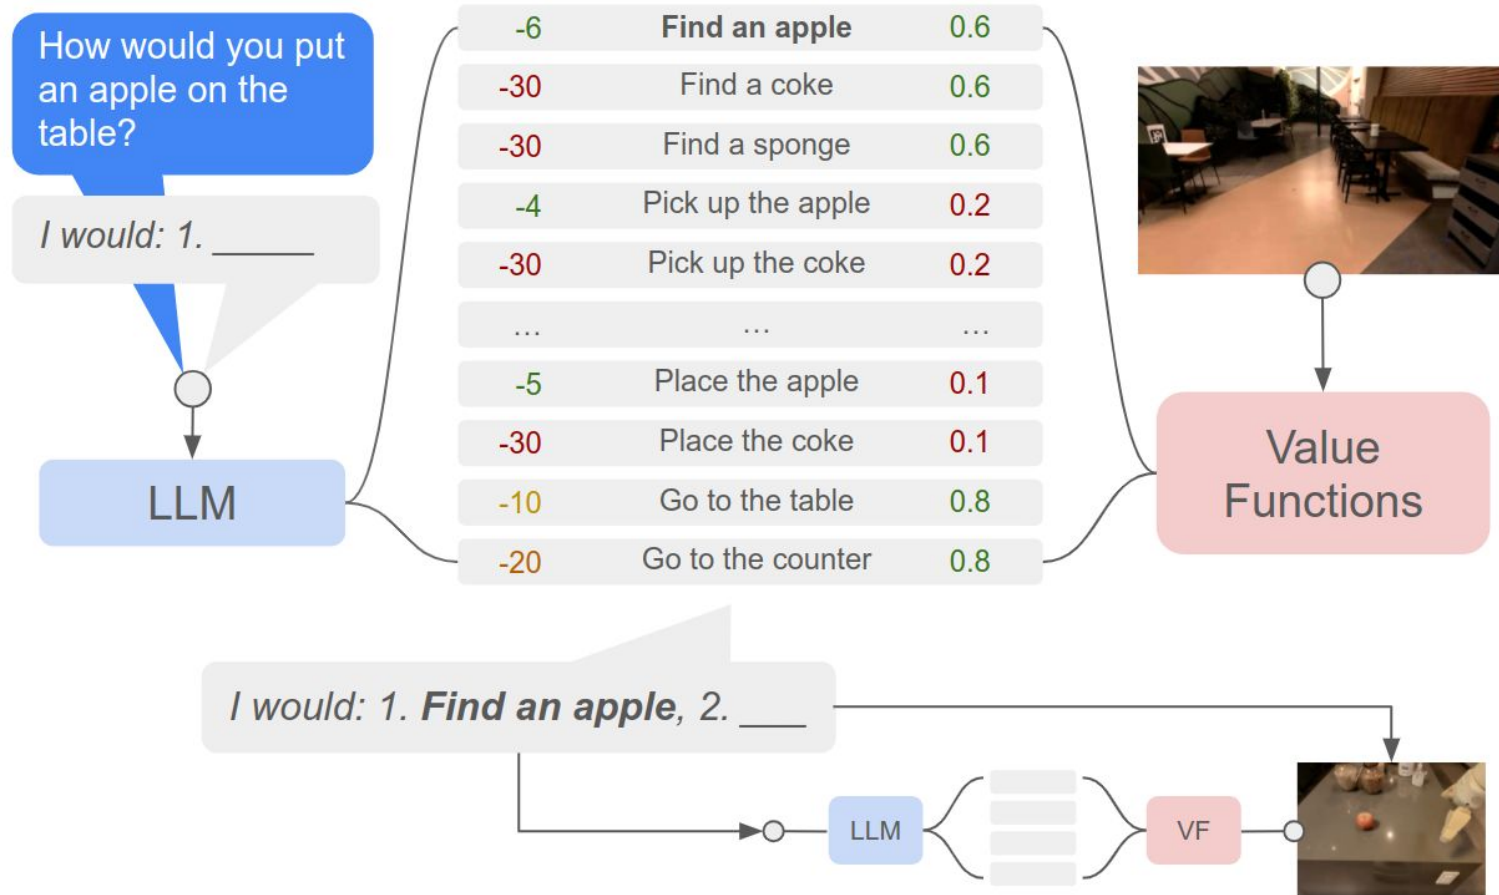 How would you put
an apple on the
table?
I would: 1. _____
LLM
-6 Find an apple 0.6
-30 Find a coke 0.6
-30 Find a sponge 0.6
-4 Pick up the apple 0.2
-30 Pick up the coke 0.2
... ... ...
-5 Place the apple 0.1
-30 Place the coke 0.1
-10 Go to the table 0.8
-20 Go to the counter 0.8
Value
Functions
I would: 1. Find an apple, 2. ___
LLM
VF